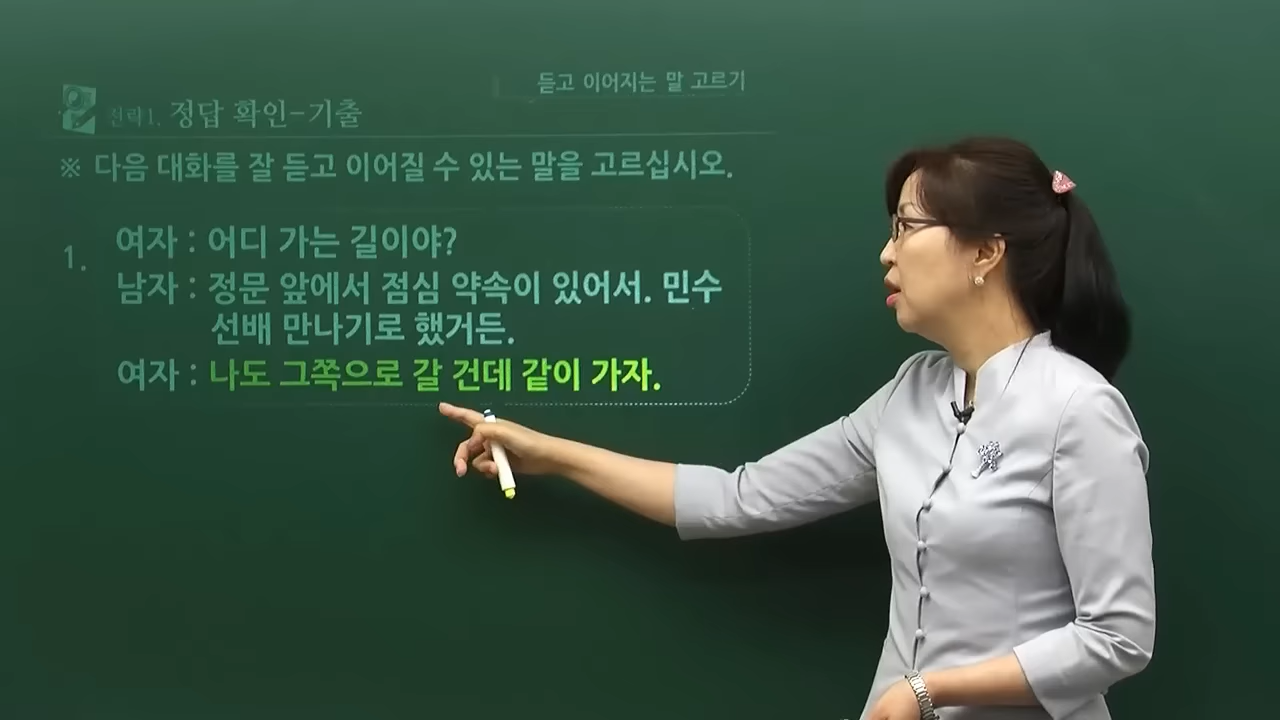 듣고 이어지는 말 고르기
전략1. 정답 확인-기출
※ 다음 대화를 잘 듣고 이어질 수 있는 말을 고르십시오.
1. 여자 : 어디 가는 길이야?
남자 : 정문 앞에서 점심 약속이 있어서. 민수
선배 만나기로 했거든.
여자 : 나도 그쪽으로 갈 건데 같이 가자.